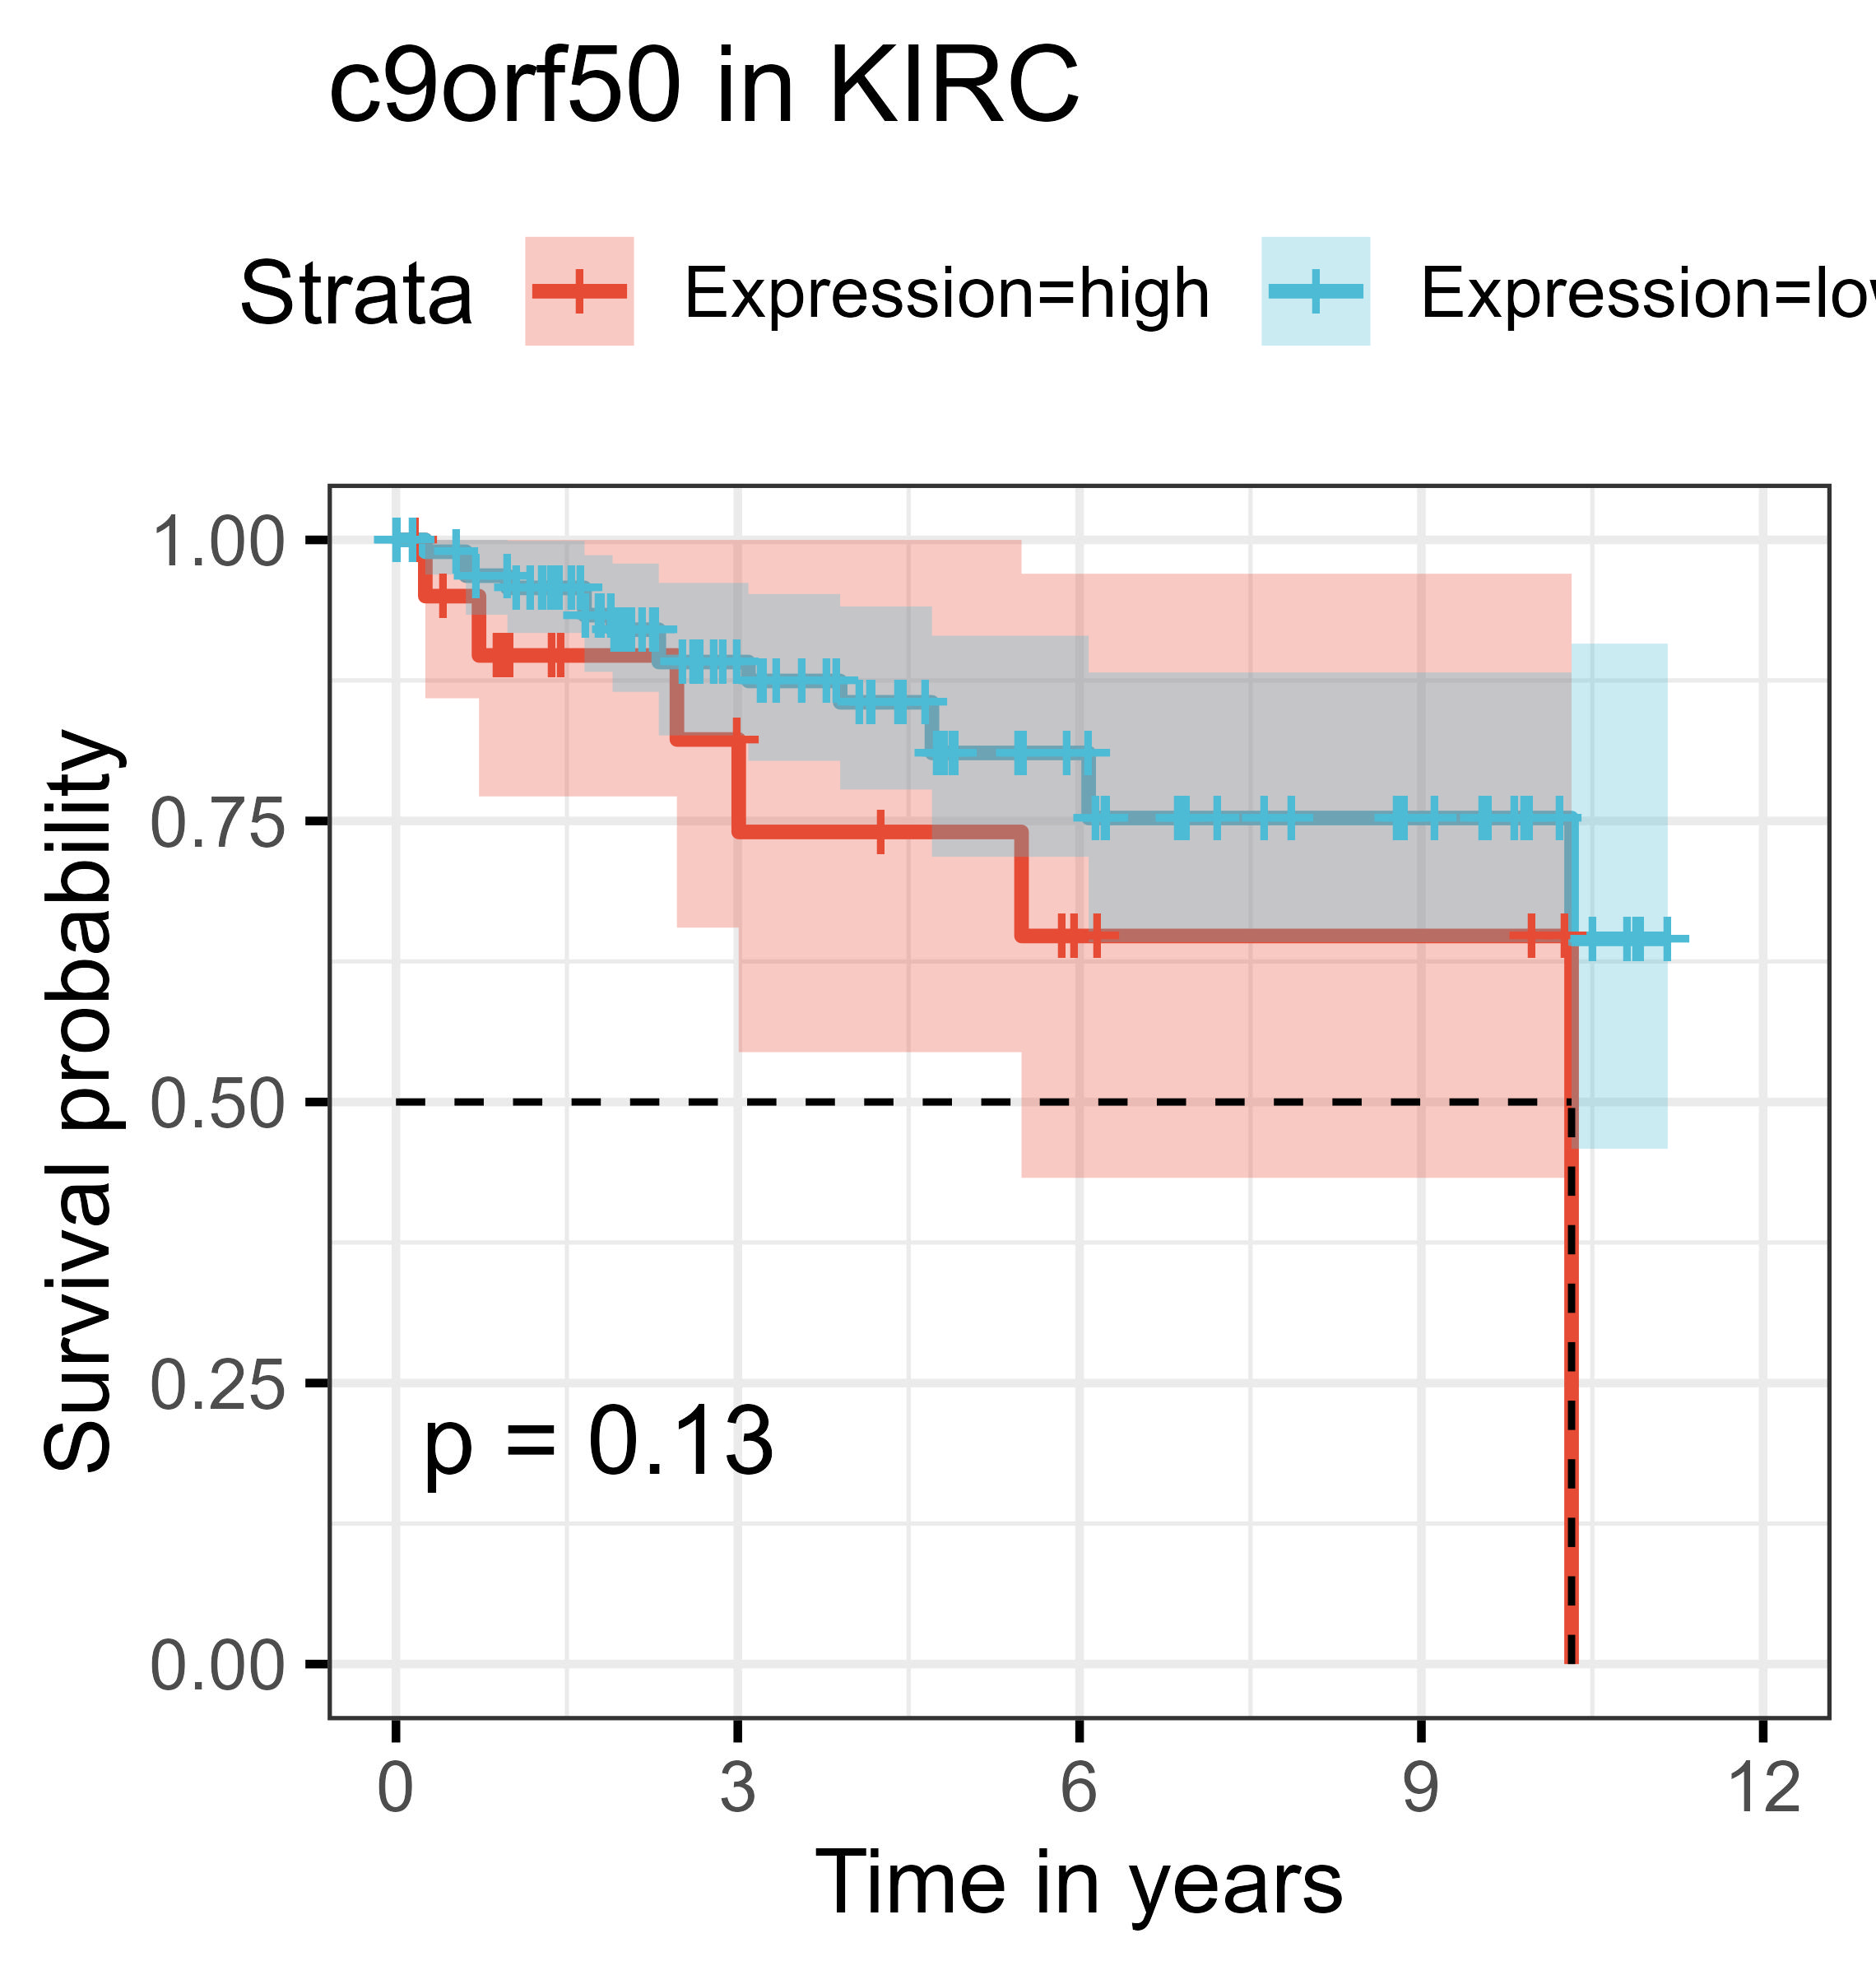 c9orf50 in KIRC
Strata Expression=high Expression=lo
1.00
0.75
0.50
0.25
0.00
Survival probability
p = 0.13
0 3 6 9 12
Time in years